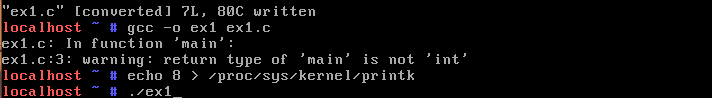 "ex1.c" [converted] 7L, 80C written
localhost ~ # gcc -o ex1 ex1.c
ex1.c: In function 'main':
ex1.c:3: warning: return type of 'main' is not 'int'
localhost ~ # echo 8 > /proc/sys/kernel/printk
localhost ~ # ./ex1_